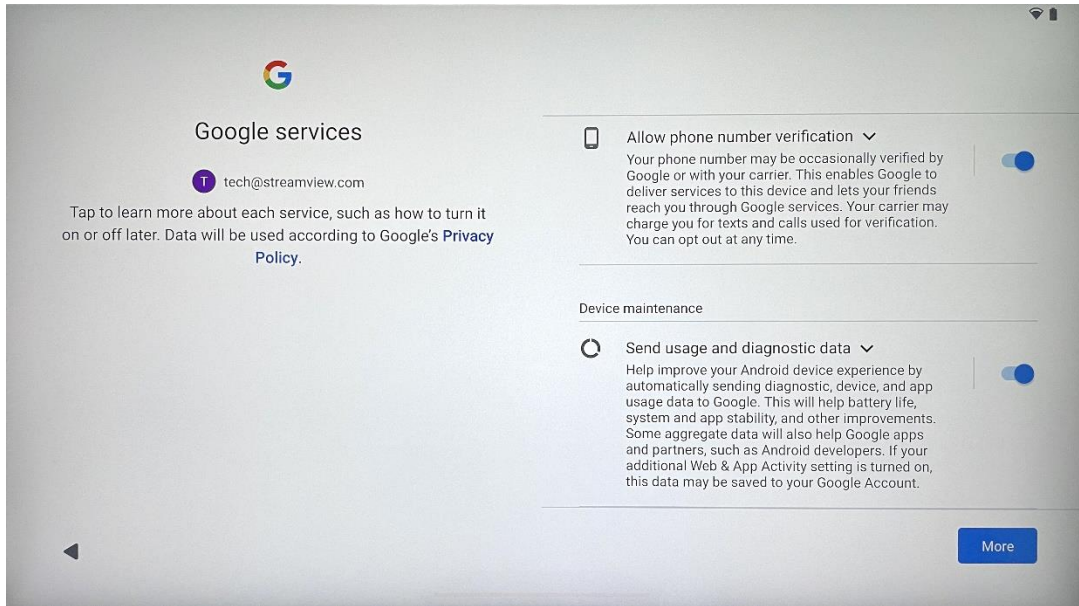 Google services
T tech@streamview.com
Tap to learn more about each service, such as how to turn it
on or off later. Data will be used according to Google's Privacy
Policy.
Allow phone number verification
Your phone number may be occasionally verified by
Google or with your carrier. This enables Google to
deliver services to this device and lets your friends
reach you through Google services. Your carrier may
charge you for texts and calls used for verification.
You can opt out at any time.
Device maintenance
Send usage and diagnostic data
Help improve your Android device experience by
automatically sending diagnostic, device, and app
usage data to Google. This will help battery life,
system and app stability, and other improvements.
Some aggregate data will also help Google apps
and partners, such as Android developers. If your
additional Web & App Activity setting is turned on,
this data may be saved to your Google Account.
More